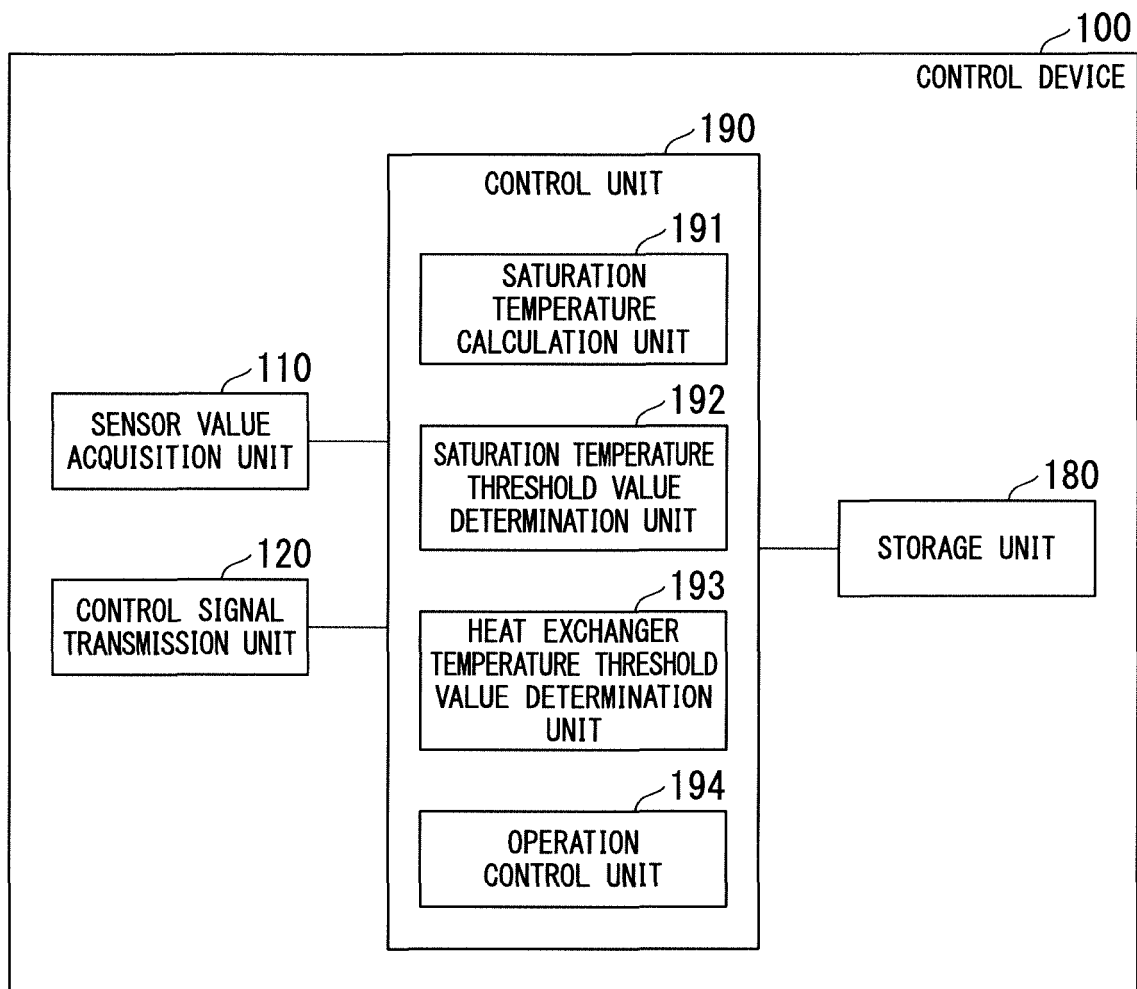 100
CONTROL DEVICE
190
CONTROL UNIT
191
SATURATION
TEMPERATURE
CALCULATION UNIT
110
SENSOR VALUE
ACQUISITION UNIT
192
SATURATION TEMPERATURE
THRESHOLD VALUE
DETERMINATION UNIT
180
STORAGE UNIT
120
CONTROL SIGNAL
TRANSMISSION UNIT
193
HEAT EXCHANGER
TEMPERATURE THRESHOLD
VALUE DETERMINATION
UNIT
194
OPERATION
CONTROL UNIT